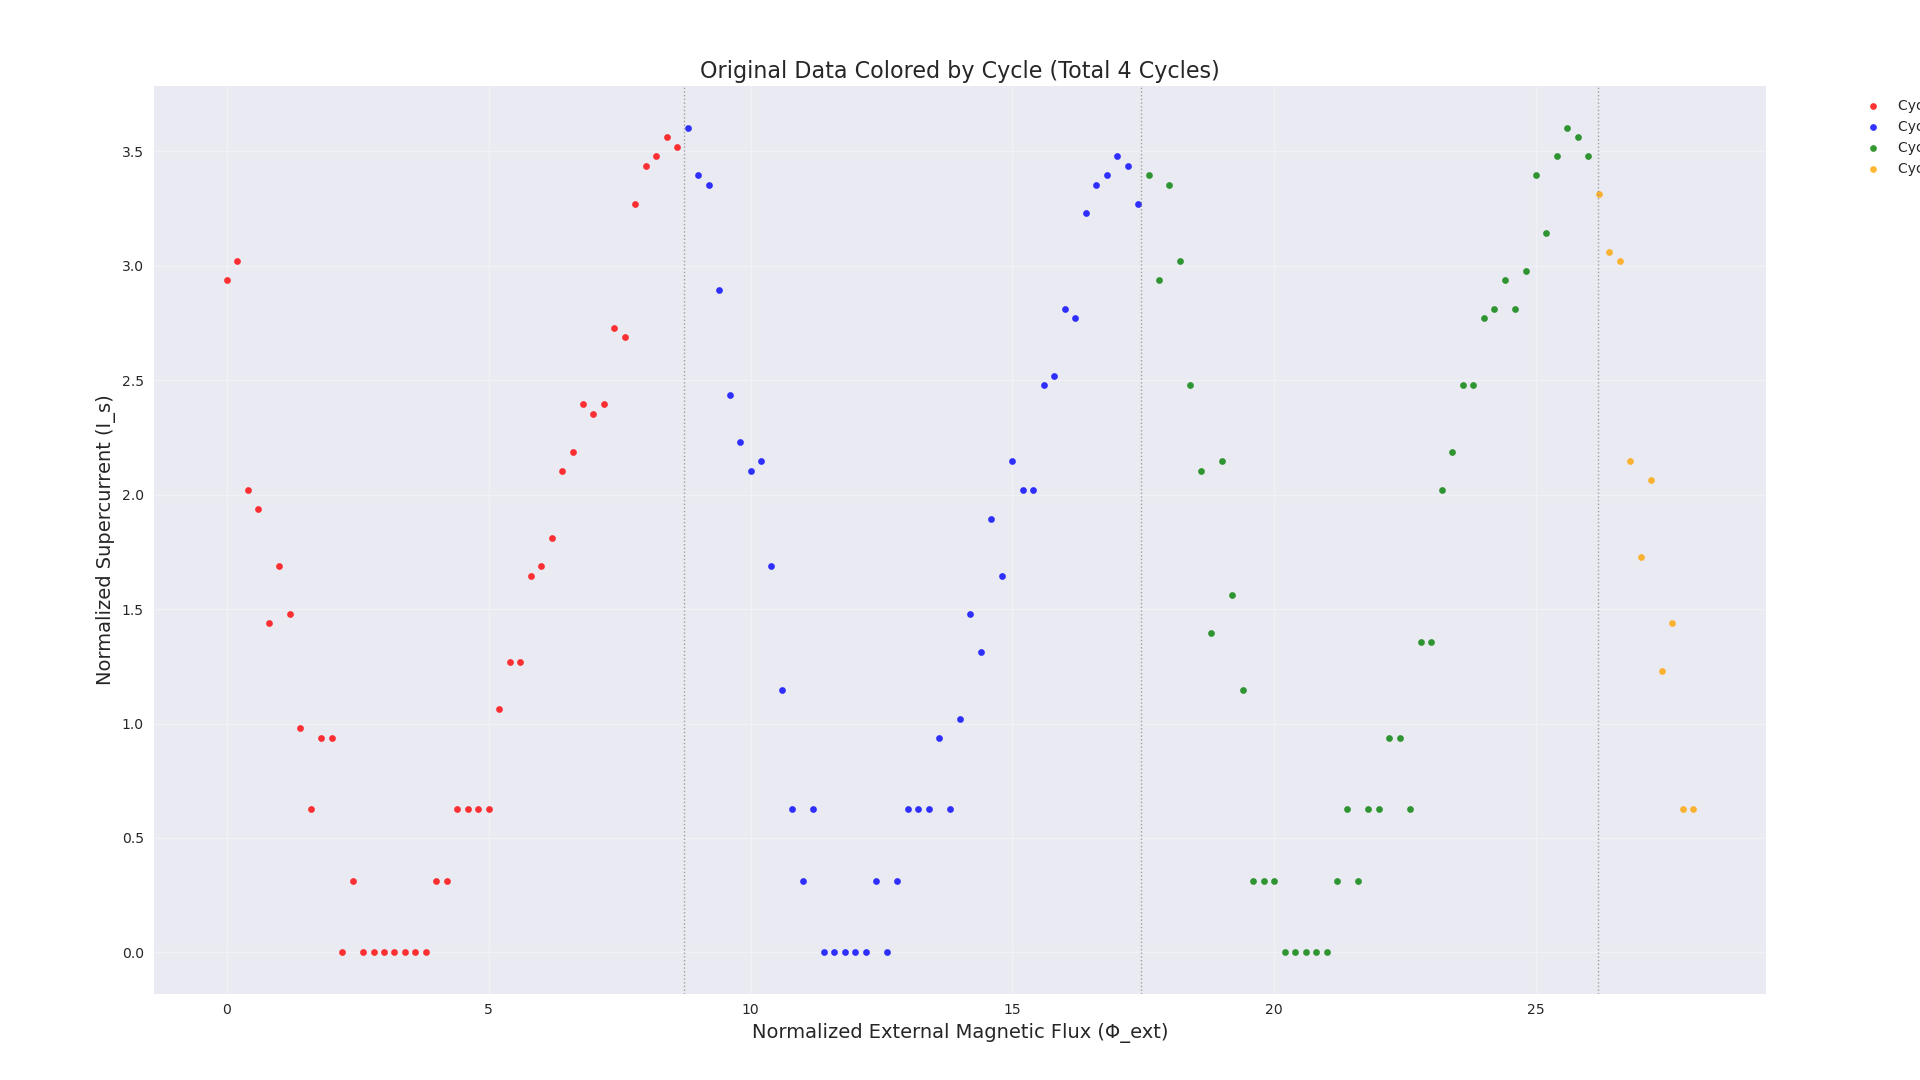 Original Data Colored by Cycle (Total 4 Cycles)
Cyc
Cyc
Cyc
Cyc
Normalized Supercurrent (I_s)
3.5
3.0
2.5
2.0
1.5
1.0
0.5
0.0
0
5
10
15
20
25
Normalized External Magnetic Flux (Φ_ext)